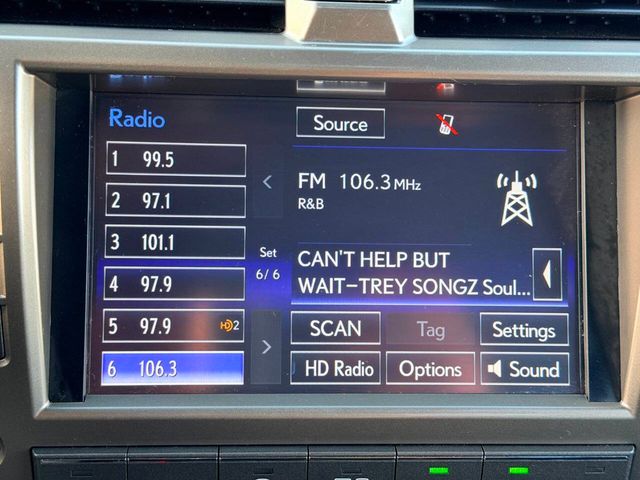 Radio
Source
1 99.5
2 97.1
3 101.1
4 97.9
5 97.9 HD2
6 106.3
<
Set
6/6
>
FM 106.3 MHz
R&B
CAN'T HELP BUT
WAIT-TREY SONGZ Soul...
SCAN Tag Settings
HD Radio Options Sound